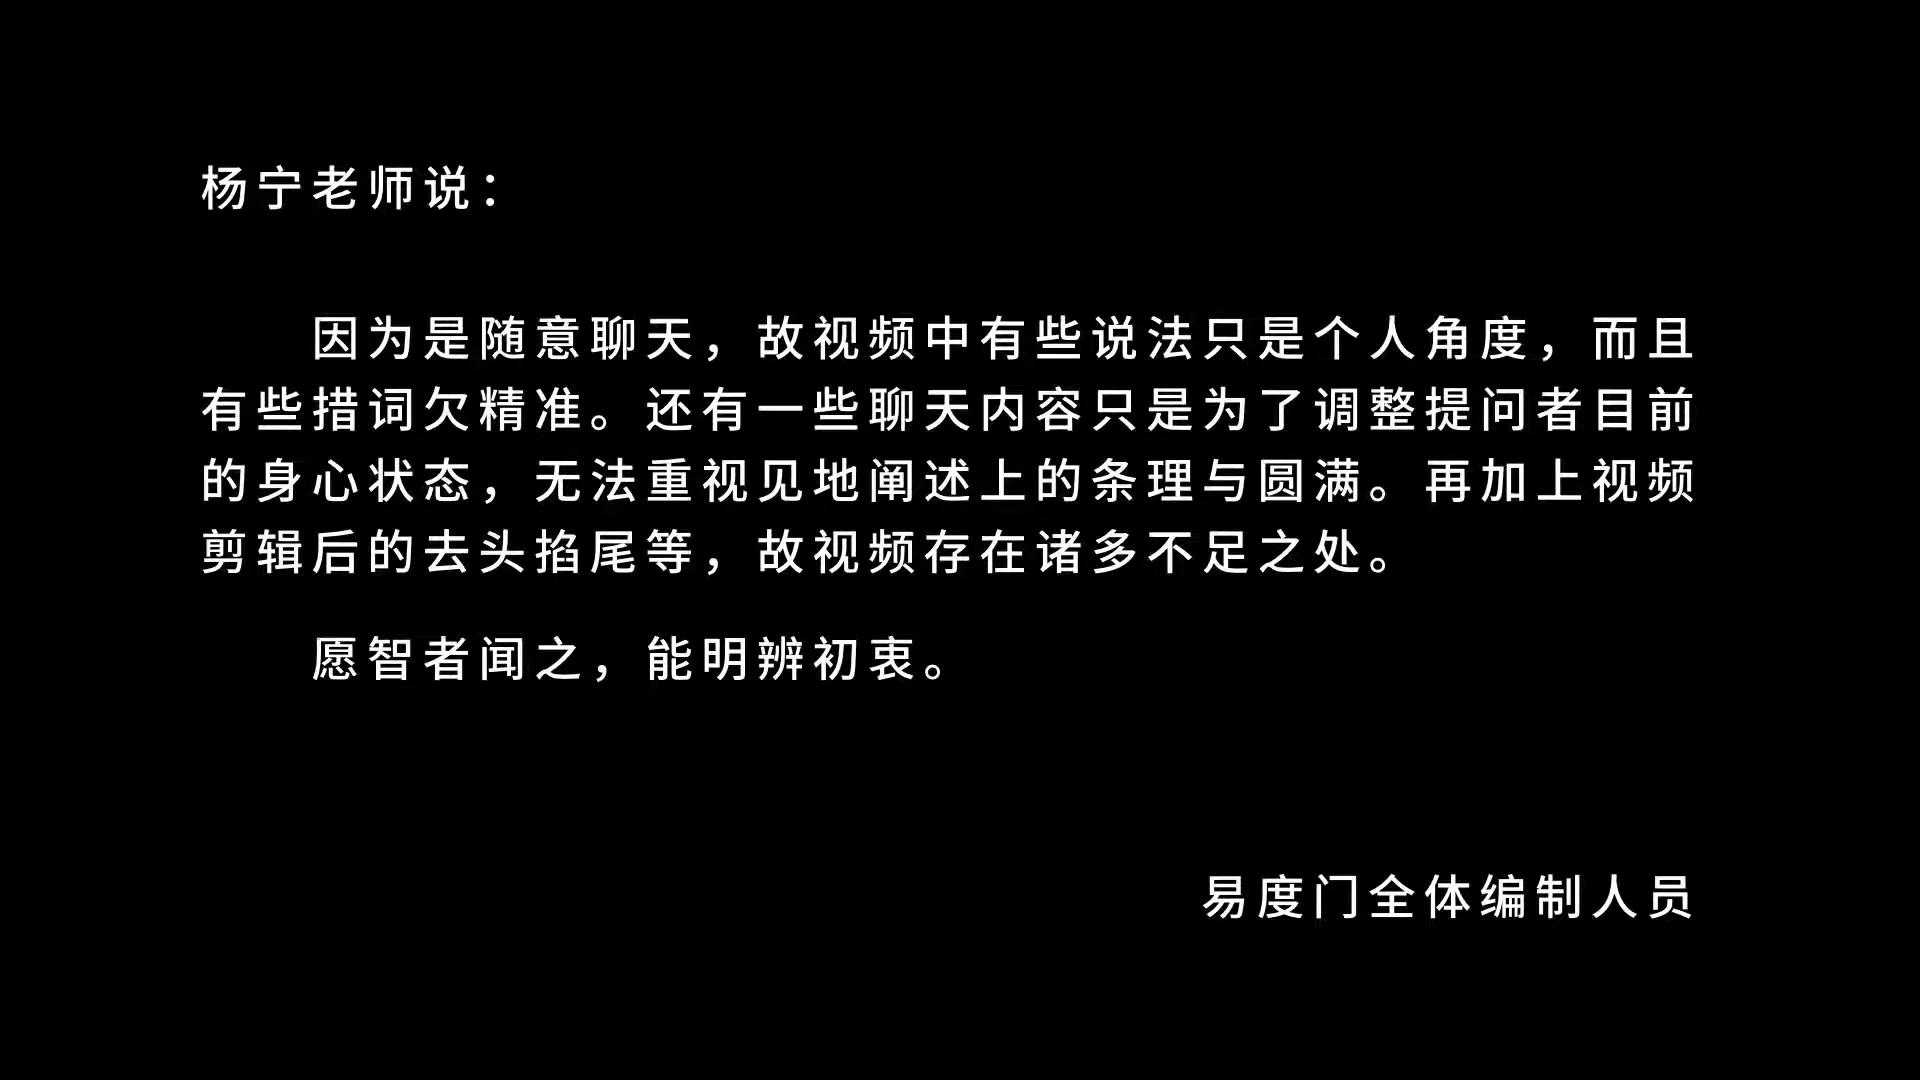 杨宁老师说：
因为是随意聊天，故视频中有些说法只是个人角度，而且
有些措词欠精准。还有一些聊天内容只是为了调整提问者目前
的身心状态，无法重视见地阐述上的条理与圆满。再加上视频
剪辑后的去头掐尾等，故视频存在诸多不足之处。
愿智者闻之，能明辨初衷。
易度门全体编制人员